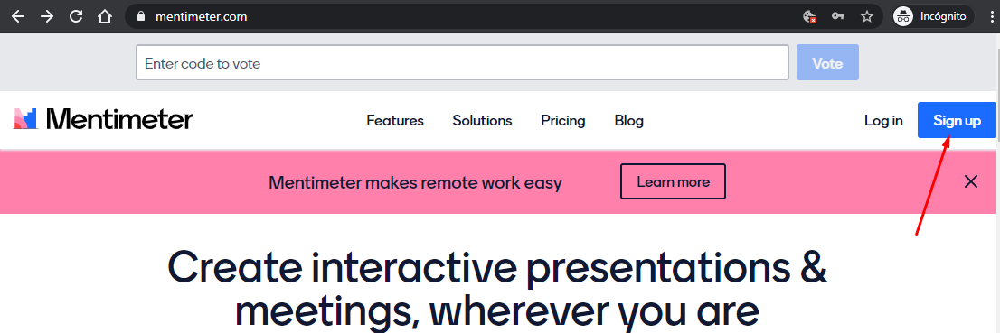 mentimeter.com
Incógnito
Enter code to vote
Vote
Mentimeter
Features
Solutions
Pricing
Blog
Log in
Sign up
Mentimeter makes remote work easy
Learn more
Create interactive presentations &
meetings, wherever you are